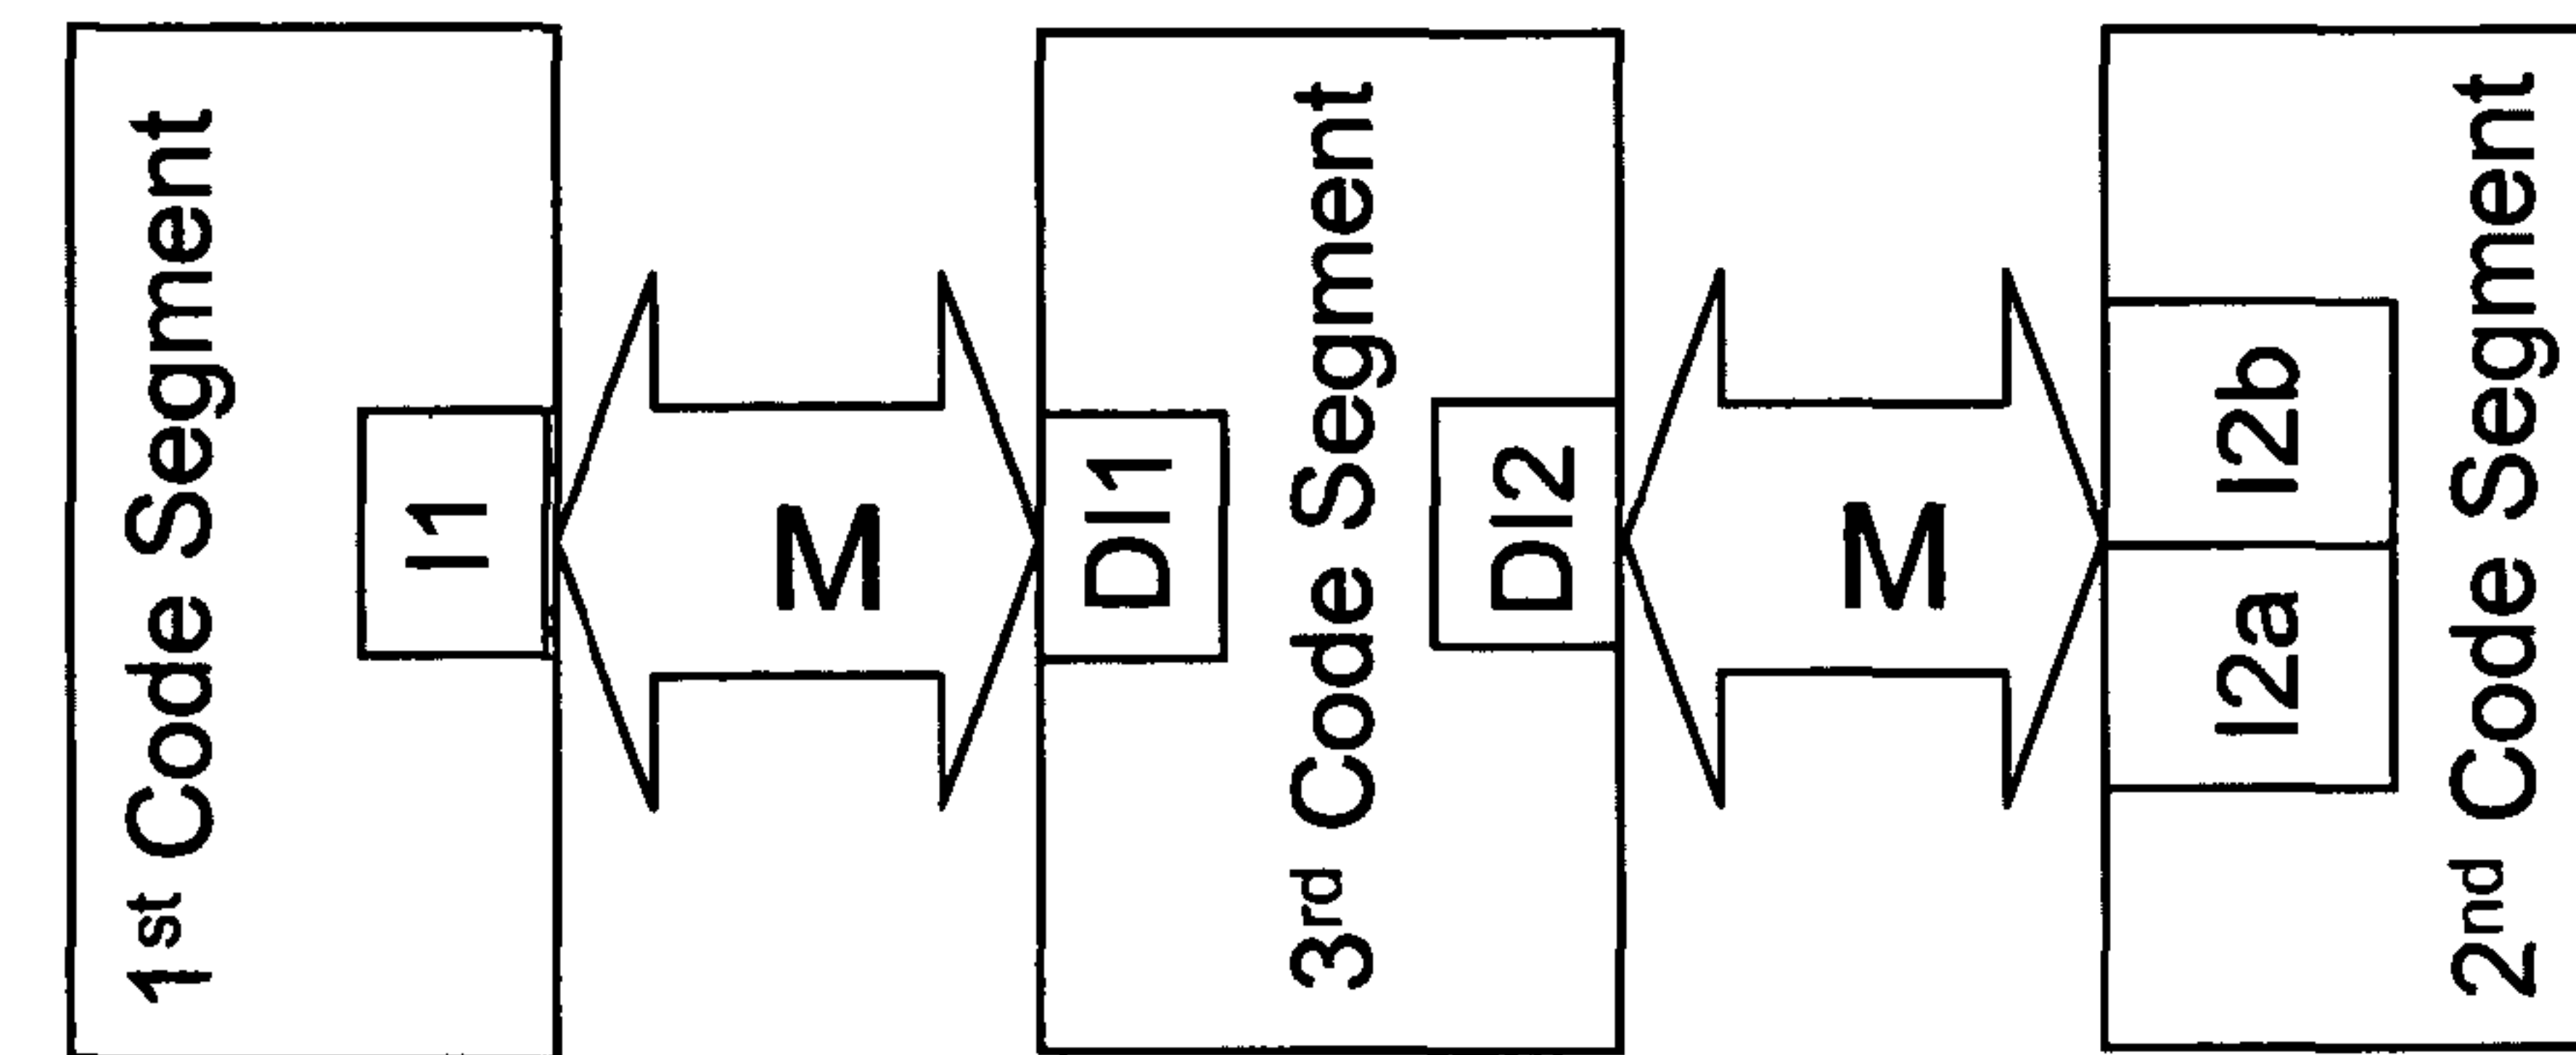 1st Code Segment
I1
M
DI1
3rd Code Segment
DI2
M
I2a I2b
2nd Code Segment